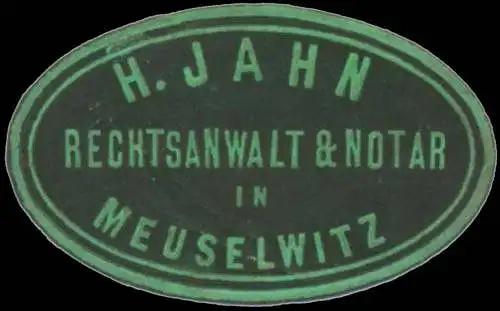 H. JAHN
RECHTSANWALT & NOTAR
IN
MEUSELWITZ